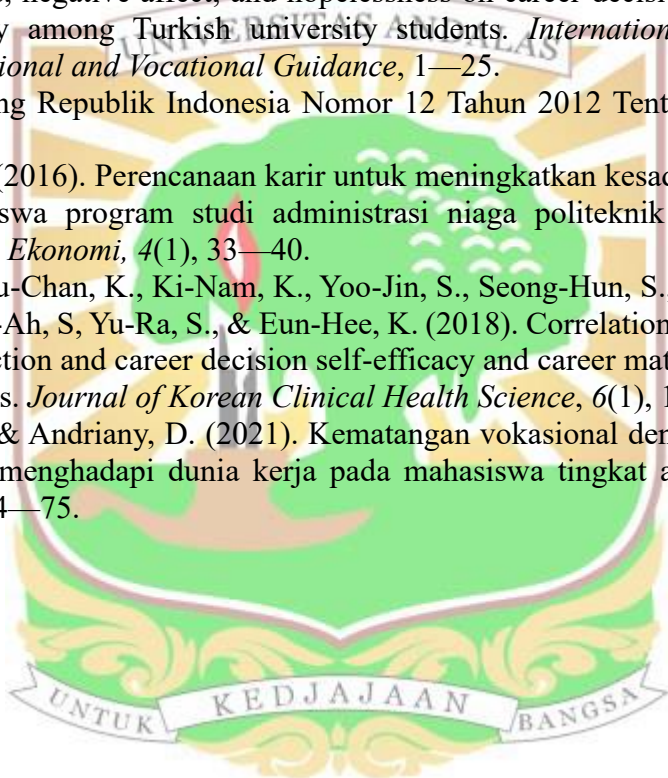 , negative affect, and hopelessness on career decisi
y among Turkish university students. Internation
UNIVERSITAS ANDALAS
ional and Vocational Guidance, 1—25.
ng Republik Indonesia Nomor 12 Tahun 2012 Tent
(2016). Perencanaan karir untuk meningkatkan kesad
iswa program studi administrasi niaga politeknik
Ekonomi, 4(1), 33—40.
u-Chan, K., Ki-Nam, K., Yoo-Jin, S., Seong-Hun, S.
-Ah, S, Yu-Ra, S., & Eun-Hee, K. (2018). Correlation
ction and career decision self-efficacy and career mat
s. Journal of Korean Clinical Health Science, 6(1), 1
& Andriany, D. (2021). Kematangan vokasional den
menghadapi dunia kerja pada mahasiswa tingkat a
4—75.
UNTUK KEDJAJAAN BANGSA